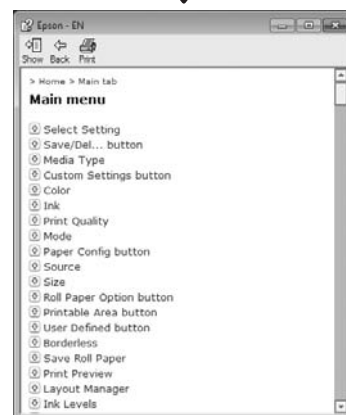 Epson - EN
Show Back Print
> Home > Main tab
Main menu
Select Setting
Save/Del... button
Media Type
Custom Settings button
Color
Ink
Print Quality
Mode
Paper Config button
Source
Size
Roll Paper Option button
Printable Area button
User Defined button
Borderless
Save Roll Paper
Print Preview
Layout Manager
Ink Levels